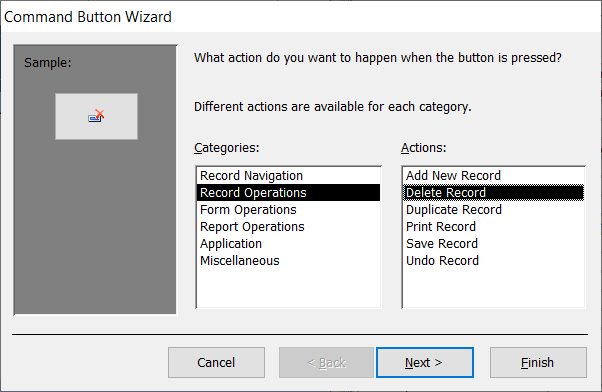 Command Button Wizard
Sample:
What action do you want to happen when the button is pressed?
Different actions are available for each category.
Categories:
Actions:
Record Navigation
Record Operations
Form Operations
Report Operations
Application
Miscellaneous
Add New Record
Delete Record
Duplicate Record
Print Record
Save Record
Undo Record
Cancel
< Back
Next >
Finish